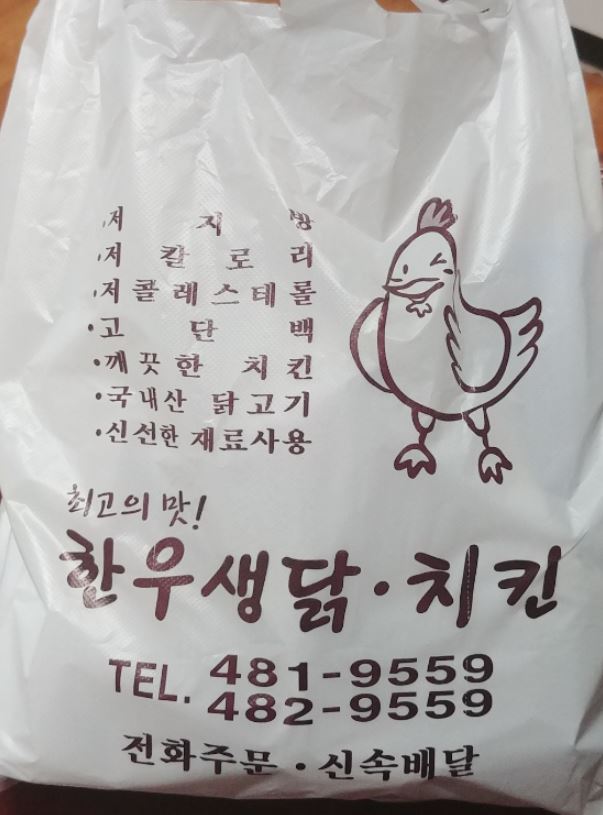 ·저 지 방
·저 칼 로 리
·저 콜 레 스 테 롤
·고 단 백
·깨 끗 한 치 킨
·국내산 닭고기
·신선한 재료사용
최고의 맛!
한우생닭·치킨
TEL. 481-9559
482-9559
전화주문·신속배달